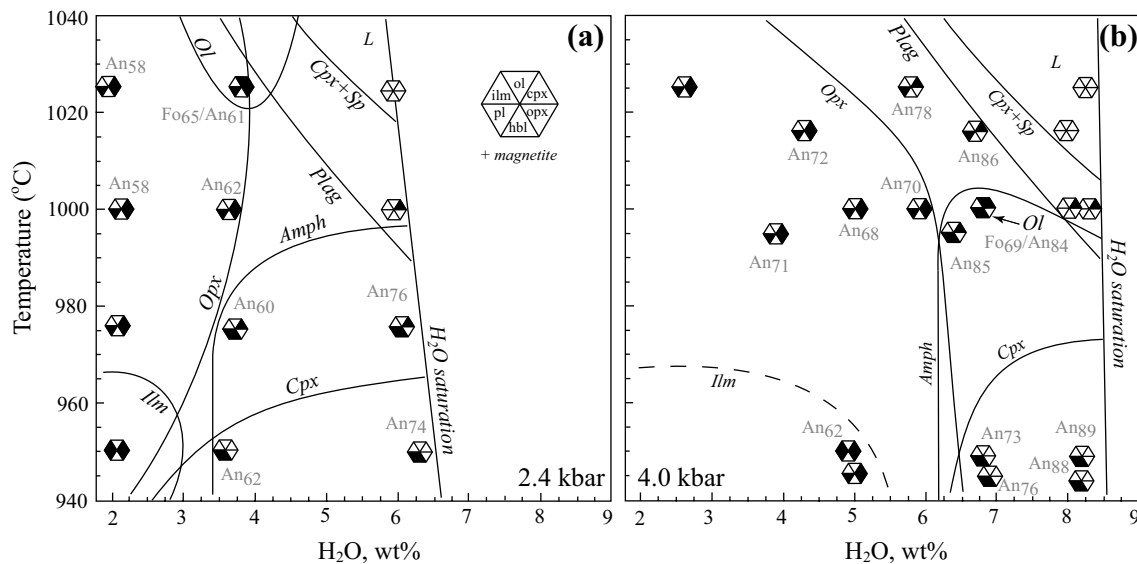 1040
1020
1000
980
960
940
Temperature (°C)
(a)
Ol
Cpx+Sp
L
An58
Fo65/An61
ol
ilm cpx
pl opx
hbl
+ magnetite
An58
An62
Plag
Amph
Opx
An60
An76
H2O saturation
Cpx
Ilm
An74
An62
2.4 kbar
2 3 4 5 6 7 8 9
H2O, wt%
(b)
Plag
L
Opx
Cpx+Sp
An78
An72
An86
An70
An68
Ol
Fo69/An84
An71
An85
H2O saturation
Amph
Cpx
Ilm
An62
An73
An89
An88
An76
4.0 kbar
2 3 4 5 6 7 8 9
H2O, wt%